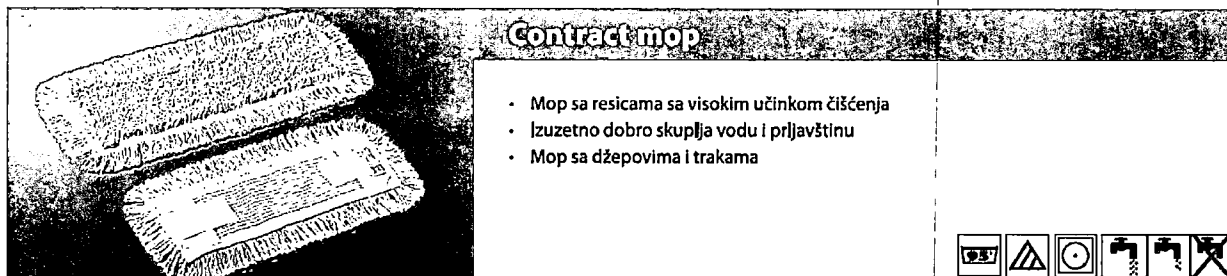 Contract mop
· Mop sa resicama sa visokim učinkom čišćenja
· Izuzetno dobro skuplja vodu i prljavštinu
· Mop sa džepovima i trakama